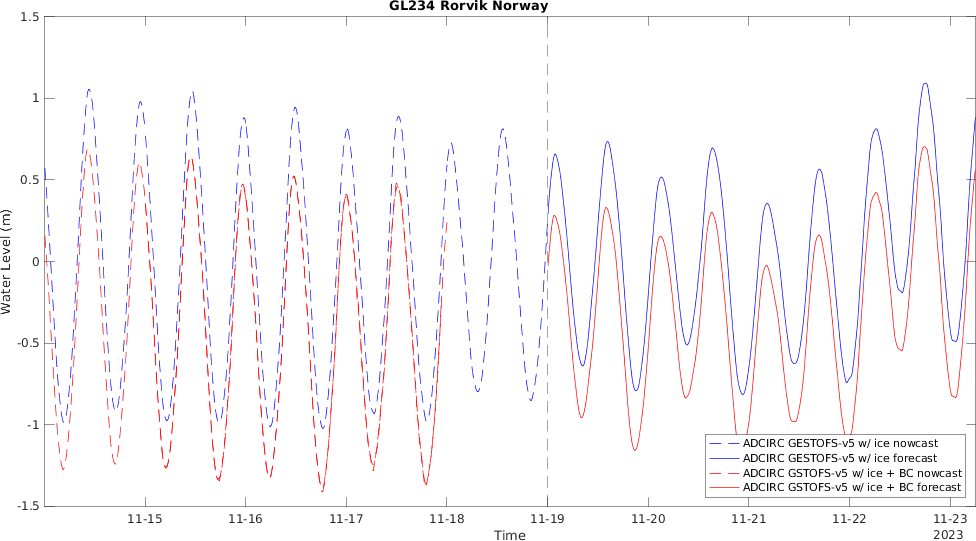 GL234 Rorvik Norway
1.5
1
0.5
0
-0.5
-1
-1.5
Water Level (m)
ADCIRC GESTOFS-v5 w/ ice nowcast
ADCIRC GESTOFS-v5 w/ ice forecast
ADCIRC GSTOFS-v5 w/ ice + BC nowcast
ADCIRC GSTOFS-v5 w/ ice + BC forecast
11-15 11-16 11-17 11-18 11-19 11-20 11-21 11-22 11-23
Time 2023